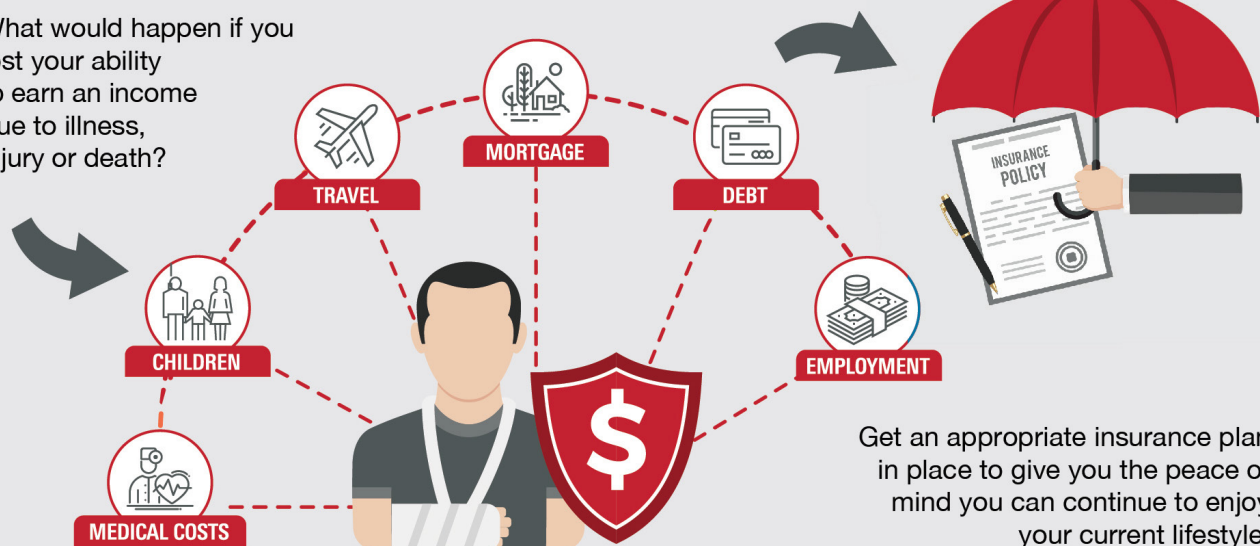 What would happen if you
ost your ability
o earn an income
ue to illness,
jury or death?
MORTGAGE
TRAVEL
DEBT
CHILDREN
EMPLOYMENT
MEDICAL COSTS
$
INSURANCE
POLICY
Get an appropriate insurance plan
in place to give you the peace o
mind you can continue to enjoy
your current lifestyle